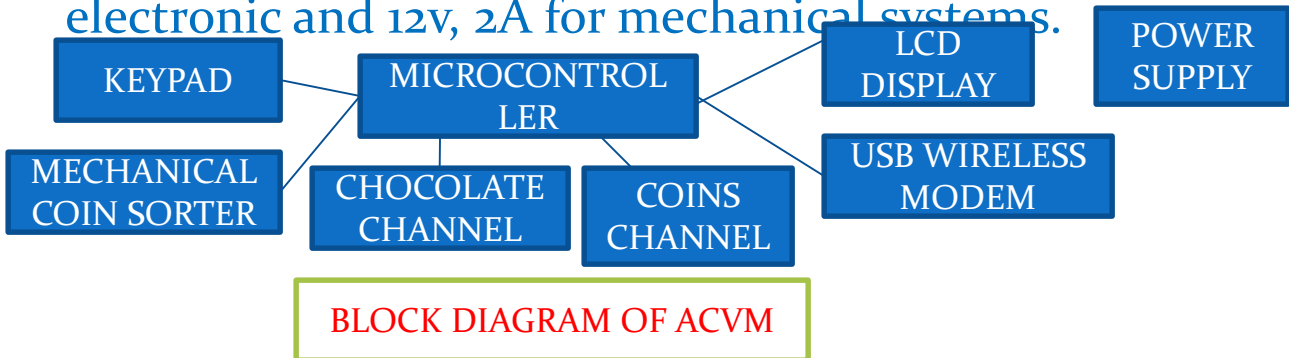 electronic and 12v, 2A for mechanical systems.
KEYPAD
MICROCONTROL
LER
LCD
DISPLAY
POWER
SUPPLY
MECHANICAL
COIN SORTER
CHOCOLATE
CHANNEL
COINS
CHANNEL
USB WIRELESS
MODEM
BLOCK DIAGRAM OF ACVM